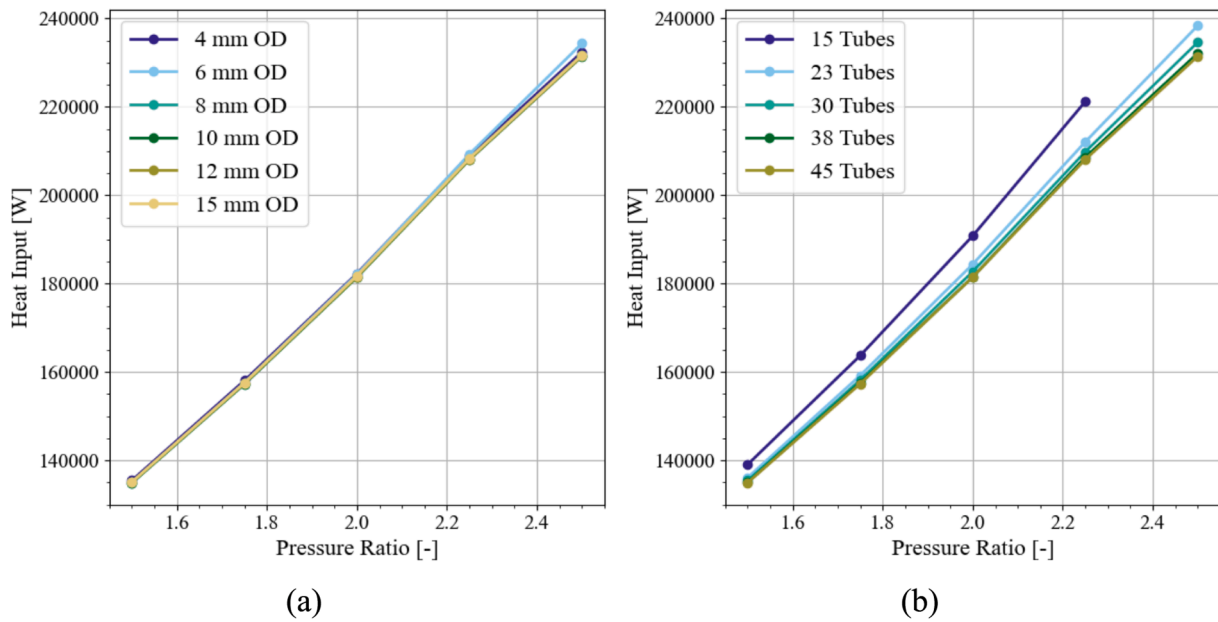 240000
220000
200000
180000
160000
140000
Heat Input [W]
4 mm OD
6 mm OD
8 mm OD
10 mm OD
12 mm OD
15 mm OD
1.6 1.8 2.0 2.2 2.4
Pressure Ratio [-]
(a)
240000
220000
200000
180000
160000
140000
Heat Input [W]
15 Tubes
23 Tubes
30 Tubes
38 Tubes
45 Tubes
1.6 1.8 2.0 2.2 2.4
Pressure Ratio [-]
(b)